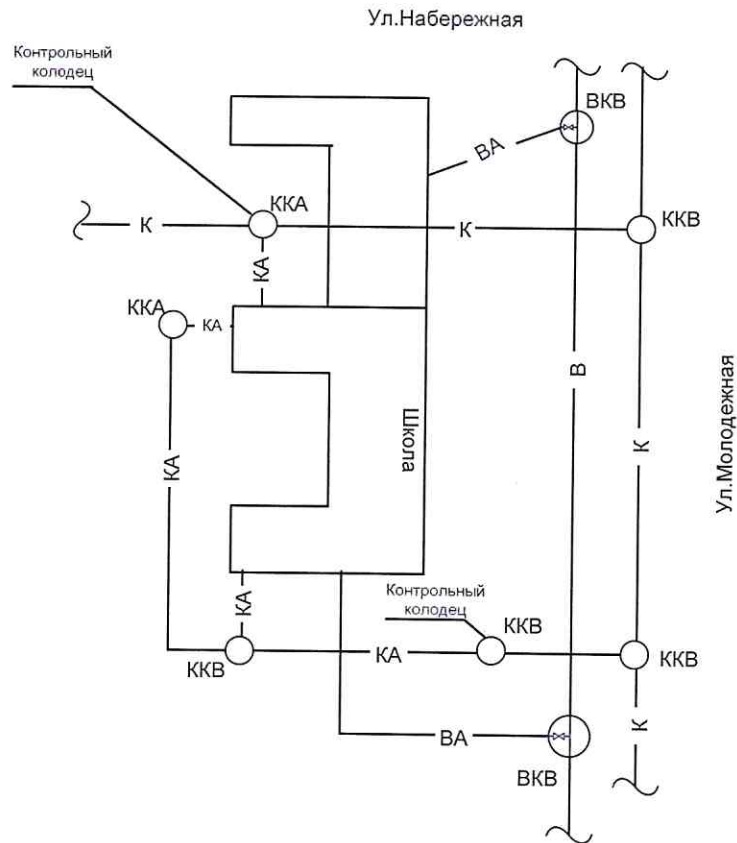 Ул.Набережная
Контрольный
колодец
ВКВ
ВА
ККА
К
К
ККВ
КА
ККА
КА
В
Школа
КА
К
Ул.Молодежная
КА
Контрольный
колодец
ККВ
ККВ
КА
ККВ
ВА
К
ВКВ